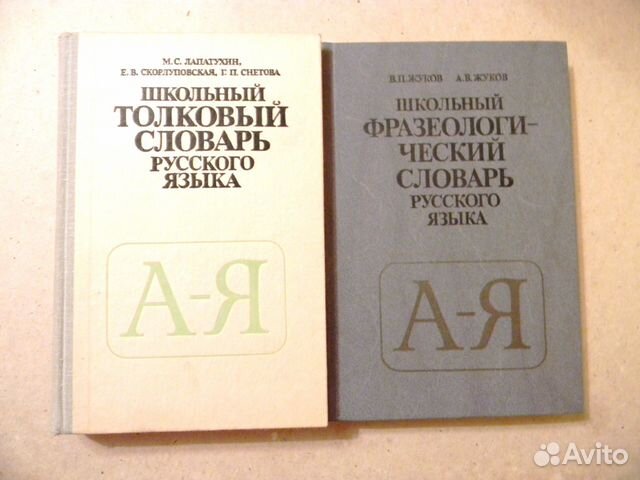 М.С. ЛАПАТУХИН,
Е.В. СКОРЛУПОВСКАЯ, Г.П. СНЕТОВА
ШКОЛЬНЫЙ
ТОЛКОВЫЙ
СЛОВАРЬ
РУССКОГО
ЯЗЫКА
А-Я
В.П. ЖУКОВ А.В. ЖУКОВ
ШКОЛЬНЫЙ
ФРАЗЕОЛОГИ-
ЧЕСКИЙ
СЛОВАРЬ
РУССКОГО
ЯЗЫКА
А-Я
Avito